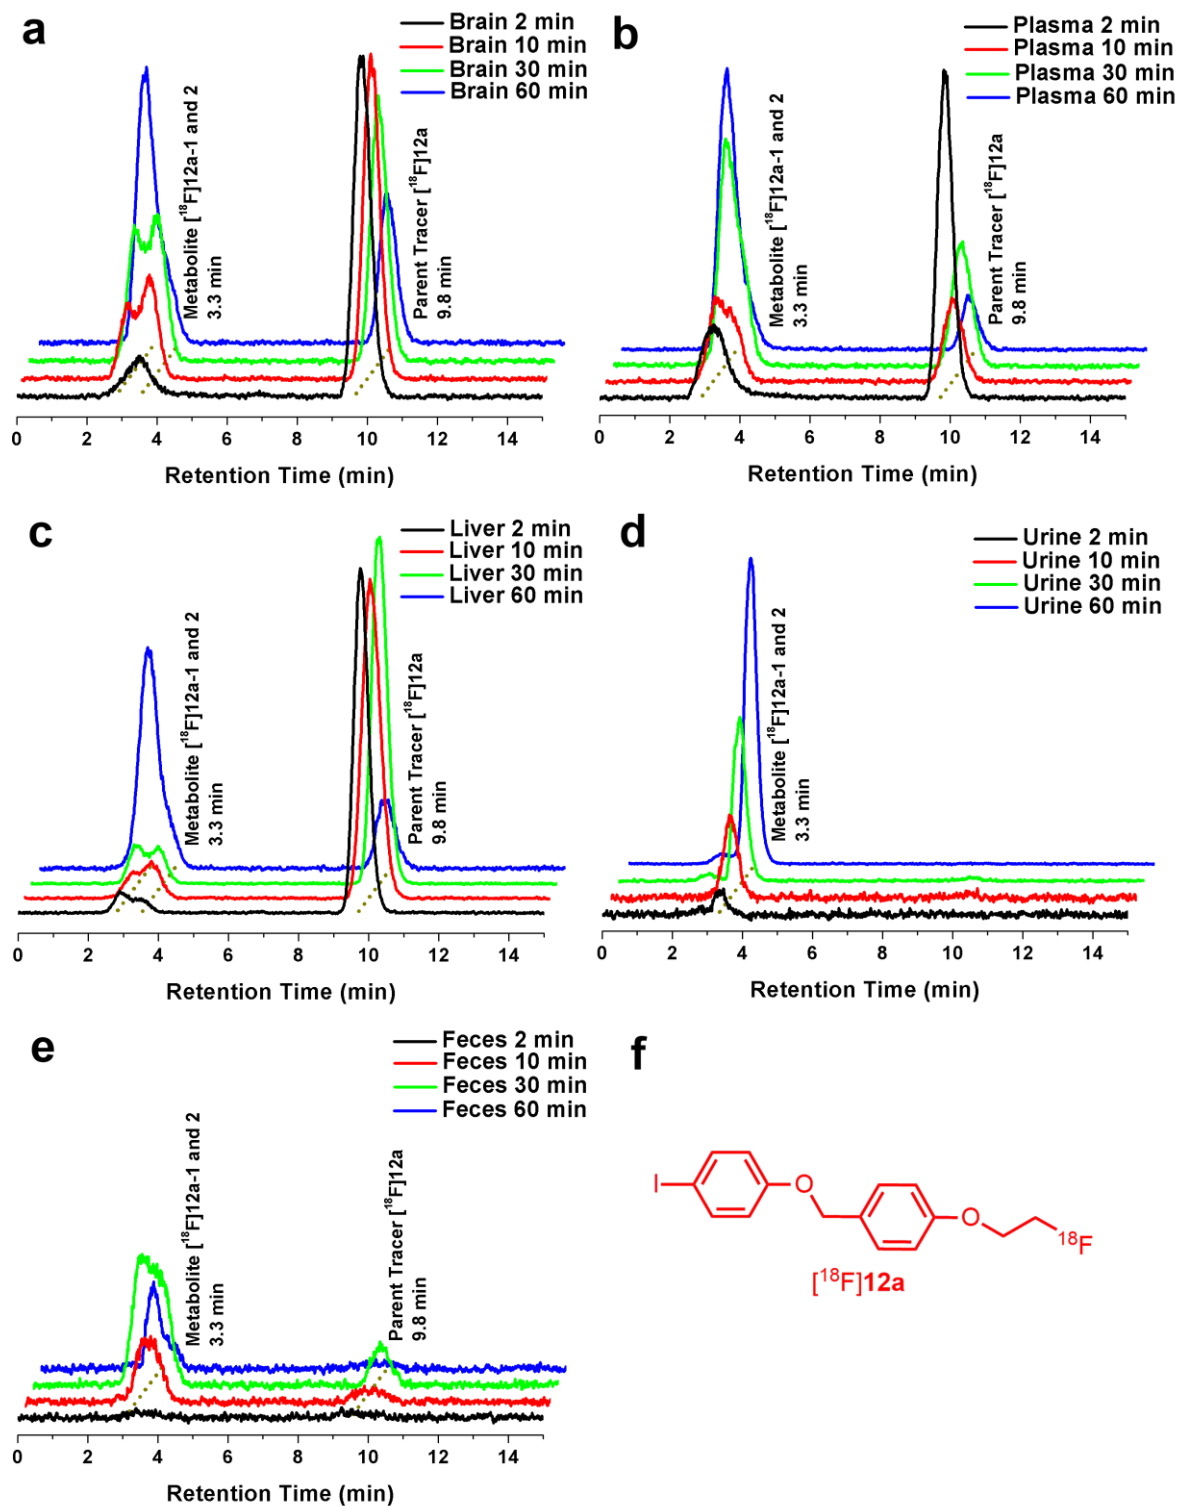 a
Brain 2 min
Brain 10 min
Brain 30 min
Brain 60 min
Metabolite [¹⁸F]12a-1 and 2
3.3 min
Parent Tracer [¹⁸F]12a
9.8 min
0 2 4 6 8 10 12 14
Retention Time (min)
b
Plasma 2 min
Plasma 10 min
Plasma 30 min
Plasma 60 min
Metabolite [¹⁸F]12a-1 and 2
3.3 min
Parent Tracer [¹⁸F]12a
9.8 min
0 2 4 6 8 10 12 14
Retention Time (min)
c
Liver 2 min
Liver 10 min
Liver 30 min
Liver 60 min
Metabolite [¹⁸F]12a-1 and 2
3.3 min
Parent Tracer [¹⁸F]12a
9.8 min
0 2 4 6 8 10 12 14
Retention Time (min)
d
Urine 2 min
Urine 10 min
Urine 30 min
Urine 60 min
Metabolite [¹⁸F]12a-1 and 2
3.3 min
0 2 4 6 8 10 12 14
Retention Time (min)
e
Feces 2 min
Feces 10 min
Feces 30 min
Feces 60 min
Metabolite [¹⁸F]12a-1 and 2
3.3 min
Parent Tracer [¹⁸F]12a
9.8 min
0 2 4 6 8 10 12 14
Retention Time (min)
f
I O O ¹⁸F
[¹⁸F]12a